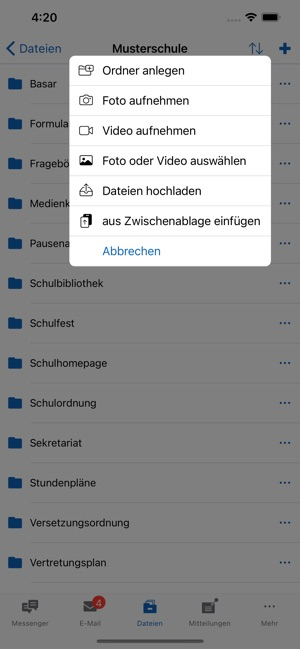 4:20
Dateien
Musterschule
Ordner anlegen
Basar
Foto aufnehmen
Formula
Video aufnehmen
Foto oder Video auswählen
Fragebö
Dateien hochladen
Medienk
aus Zwischenablage einfügen
Pausena
Abbrechen
Schulbibliothek
Schulfest
Schulhomepage
Schulordnung
Sekretariat
Stundenpläne
Versetzungsordnung
Vertretungsplan
4
Messenger
E-Mail
Dateien
Mitteilungen
Mehr